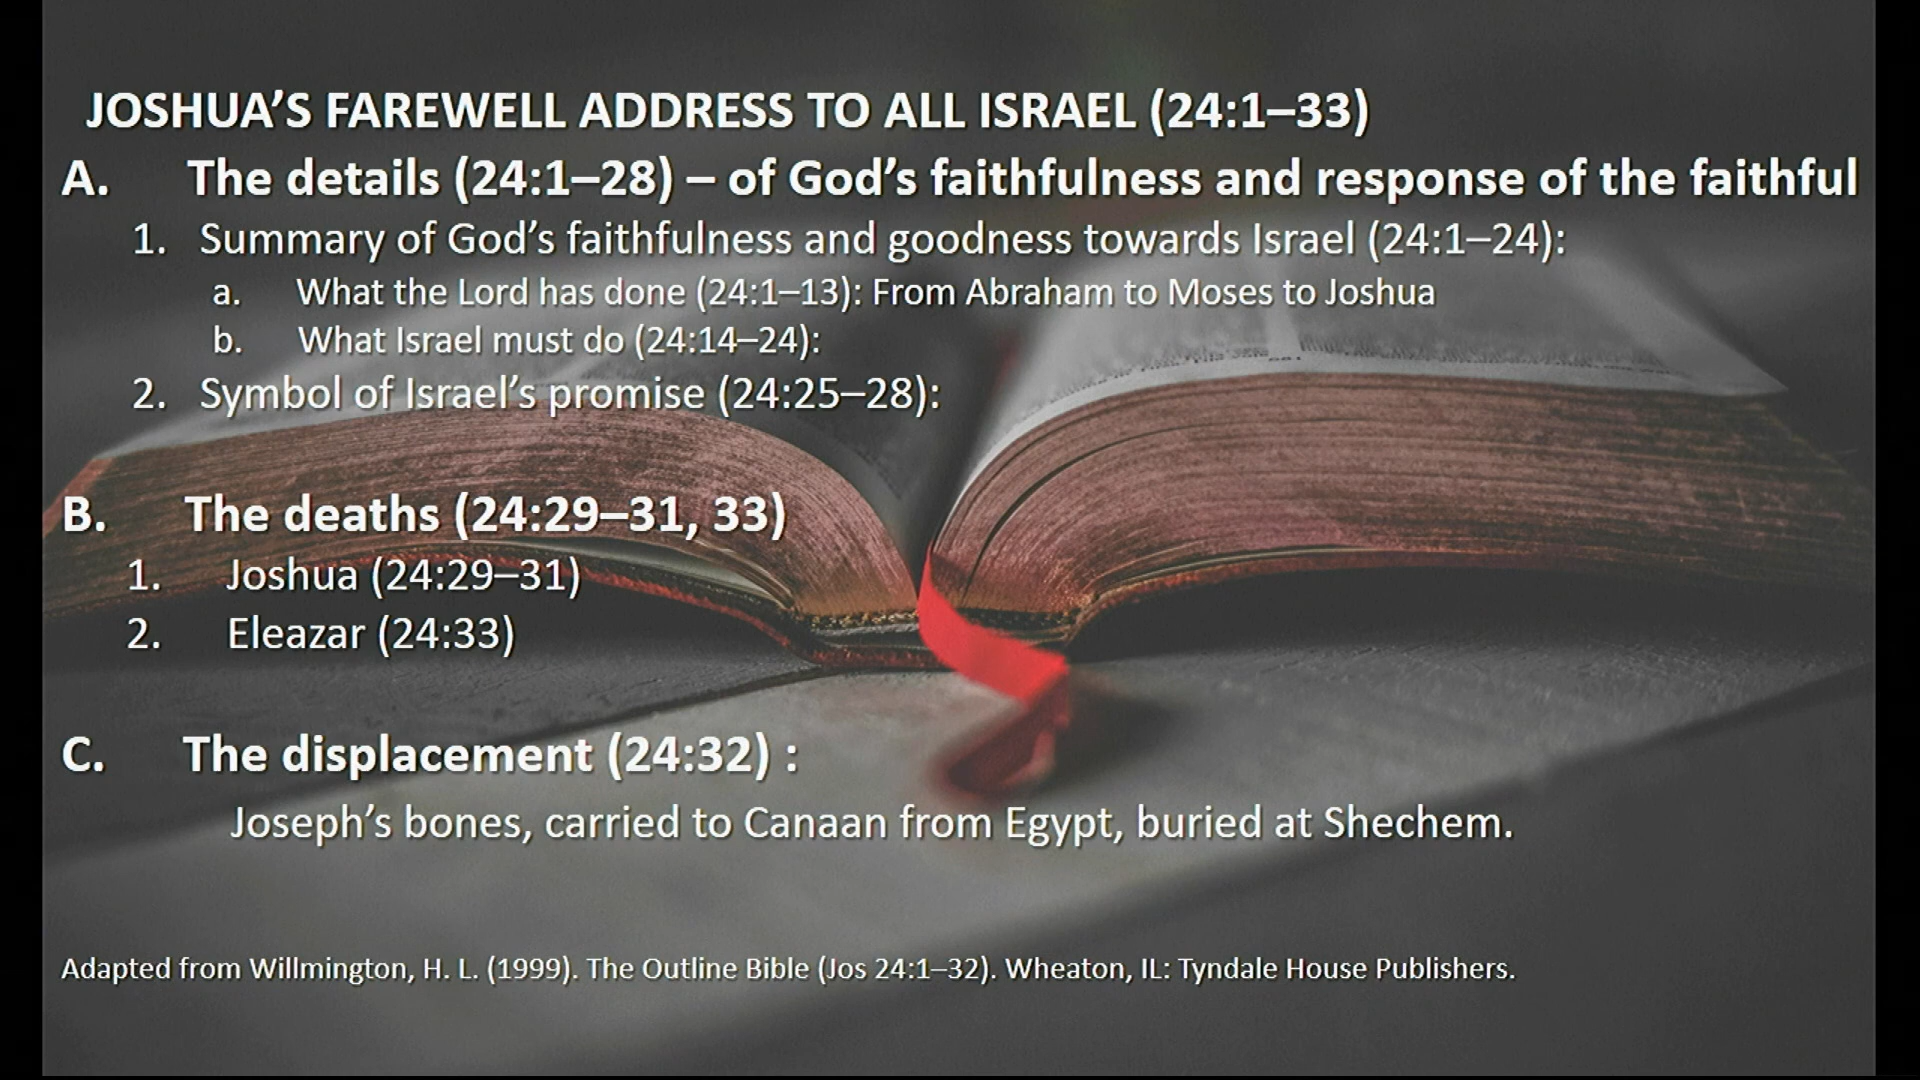 JOSHUA’S FAREWELL ADDRESS TO ALL ISRAEL (24:1–33)
A. The details (24:1–28) – of God’s faithfulness and response of the faithful
1. Summary of God’s faithfulness and goodness towards Israel (24:1–24):
a. What the Lord has done (24:1–13): From Abraham to Moses to Joshua
b. What Israel must do (24:14–24):
2. Symbol of Israel’s promise (24:25–28):
B. The deaths (24:29–31, 33)
1. Joshua (24:29–31)
2. Eleazar (24:33)
C. The displacement (24:32) :
Joseph’s bones, carried to Canaan from Egypt, buried at Shechem.
Adapted from Willmington, H. L. (1999). The Outline Bible (Jos 24:1–32). Wheaton, IL: Tyndale House Publishers.